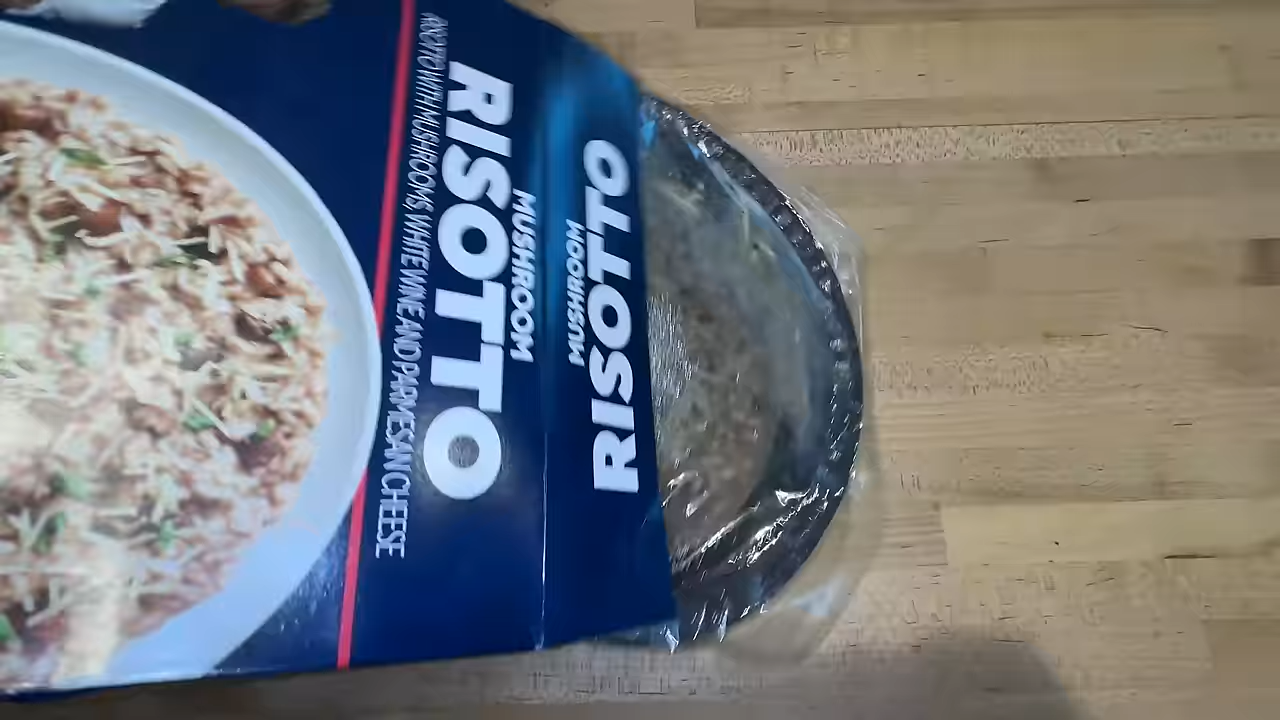 MUSHROOM
RISOTTO
RISOTTO WITH MUSHROOMS, WHITE WINE AND PARMESAN CHEESE
MUSHROOM
RISOTTO